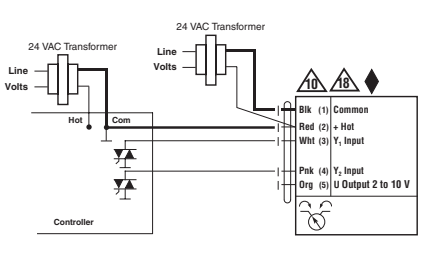 24 VAC Transformer
Line
Volts
24 VAC Transformer
Line
Volts
Hot Com
10 18
Blk (1) Common
Red (2) + Hot
Wht (3) Y1 Input
Pnk (4) Y2 Input
Org (5) U Output 2 to 10 V
Controller